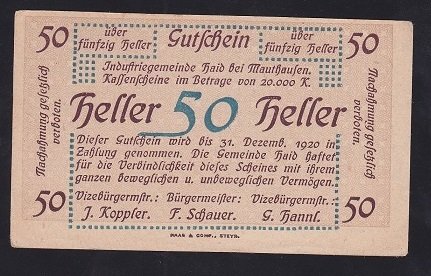 50 über fünfzig Heller Gutschein über fünfzig Heller 50
Industriegemeinde Haid bei Mauthausen.
Kassenscheine im Betrage von 20.000 K.
Heller 50 Heller
Nachahmung gesetzlich verboten.
Nachahmung gesetzlich verboten.
Dieser Gutschein wird bis 31. Dezemb. 1920 in
Zahlung genommen. Die Gemeinde Haid haftet
für die Verbindlichkeit dieses Scheines mit ihrem
ganzen beweglichen u. unbeweglichen Vermögen.
Vizebürgermstr.: Bürgermeister: Vizebürgermstr.:
50 J. Koppler. F. Schauer. G. Hannl. 50
HAAS & COMP., STEYR.